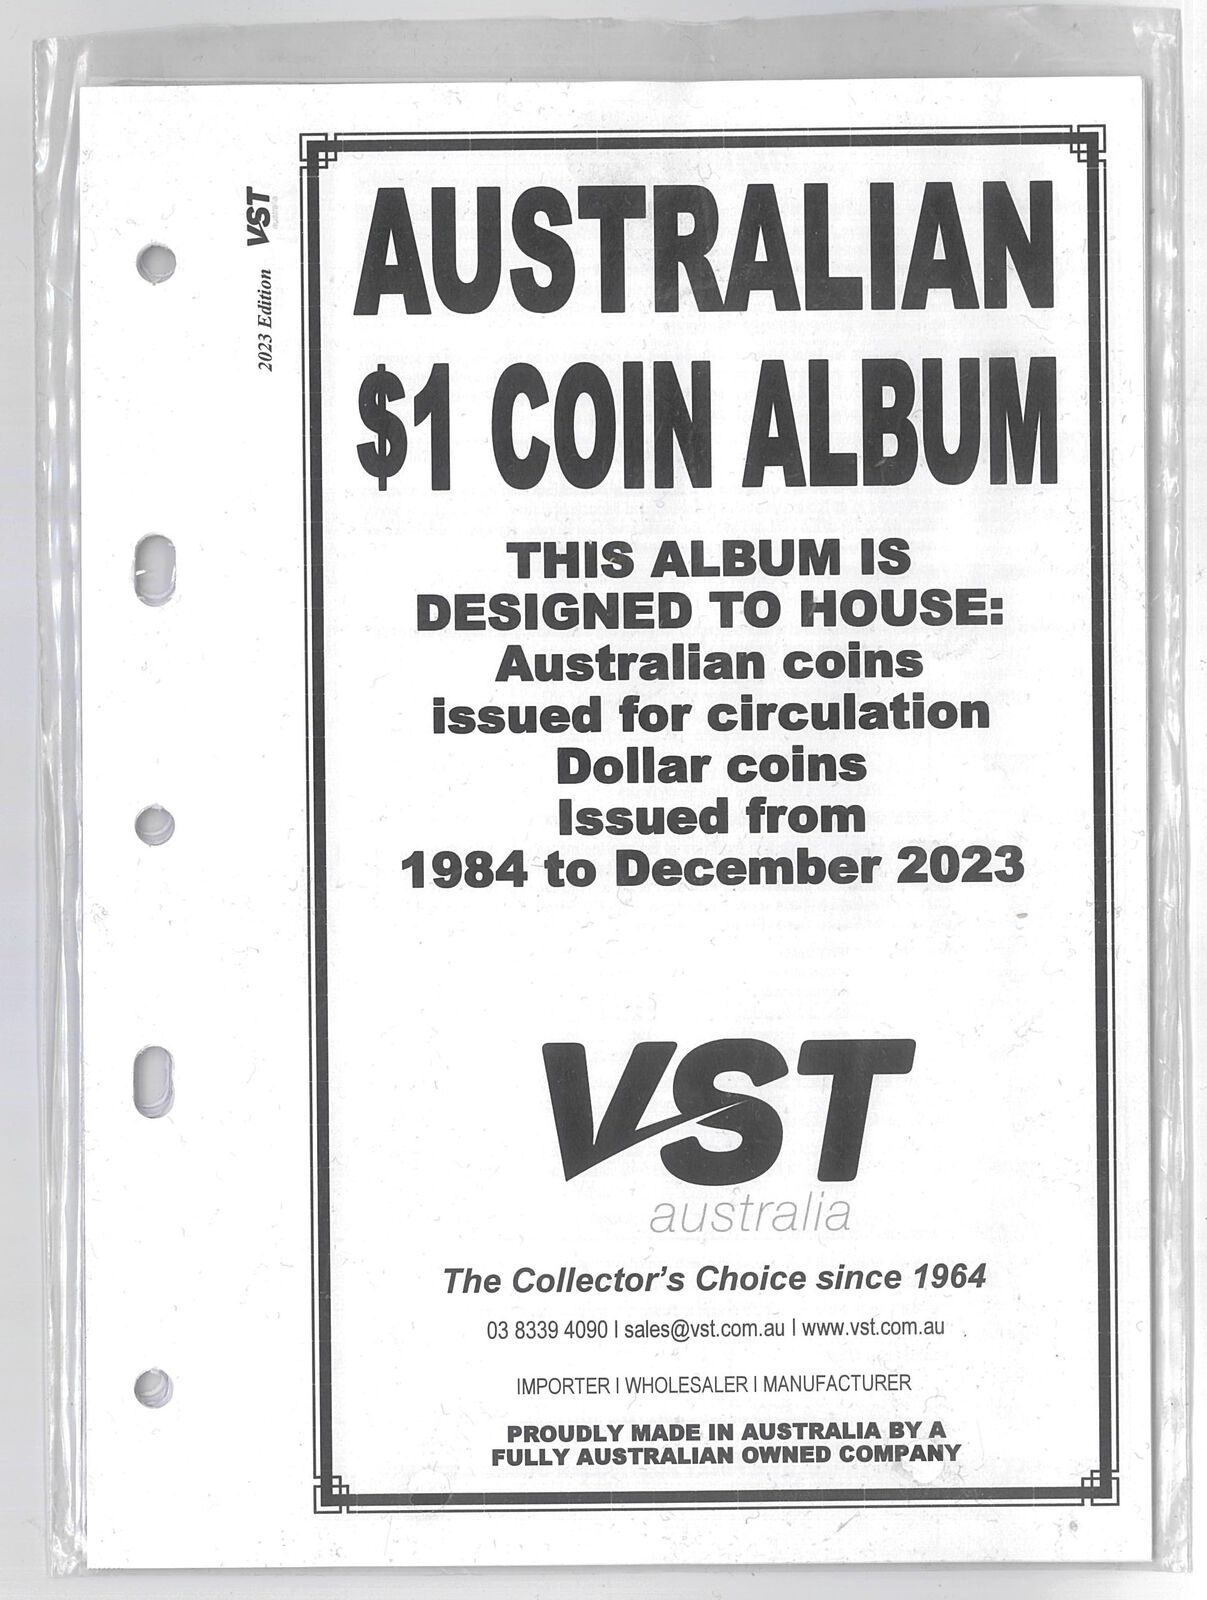 VST
2023 Edition
AUSTRALIAN
$1 COIN ALBUM
THIS ALBUM IS
DESIGNED TO HOUSE:
Australian coins
issued for circulation
Dollar coins
Issued from
1984 to December 2023
VST
australia
The Collector's Choice since 1964
03 8339 4090 I sales@vst.com.au I www.vst.com.au
IMPORTER I WHOLESALER I MANUFACTURER
PROUDLY MADE IN AUSTRALIA BY A
FULLY AUSTRALIAN OWNED COMPANY